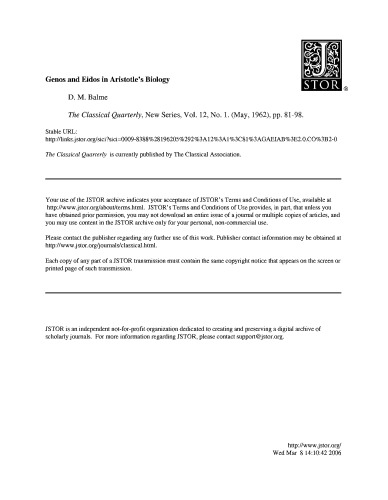 JSTOR
®
Genos and Eidos in Aristotle's Biology
D. M. Balme
The Classical Quarterly, New Series, Vol. 12, No. 1. (May, 1962), pp. 81-98.
Stable URL:
http://links.jstor.org/sici?sici=0009-8388%28196205%292%3A12%3A1%3C81%3AGAEIAB%3E2.0.CO%3B2-0
The Classical Quarterly is currently published by The Classical Association.
Your use of the JSTOR archive indicates your acceptance of JSTOR's Terms and Conditions of Use, available at
http://www.jstor.org/about/terms.html. JSTOR's Terms and Conditions of Use provides, in part, that unless you
have obtained prior permission, you may not download an entire issue of a journal or multiple copies of articles, and
you may use content in the JSTOR archive only for your personal, non-commercial use.
Please contact the publisher regarding any further use of this work. Publisher contact information may be obtained at
http://www.jstor.org/journals/classical.html.
Each copy of any part of a JSTOR transmission must contain the same copyright notice that appears on the screen or
printed page of such transmission.
JSTOR is an independent not-for-profit organization dedicated to creating and preserving a digital archive of
scholarly journals. For more information regarding JSTOR, please contact support@jstor.org.
http://www.jstor.org/
Wed Mar 8 14:10:42 2006